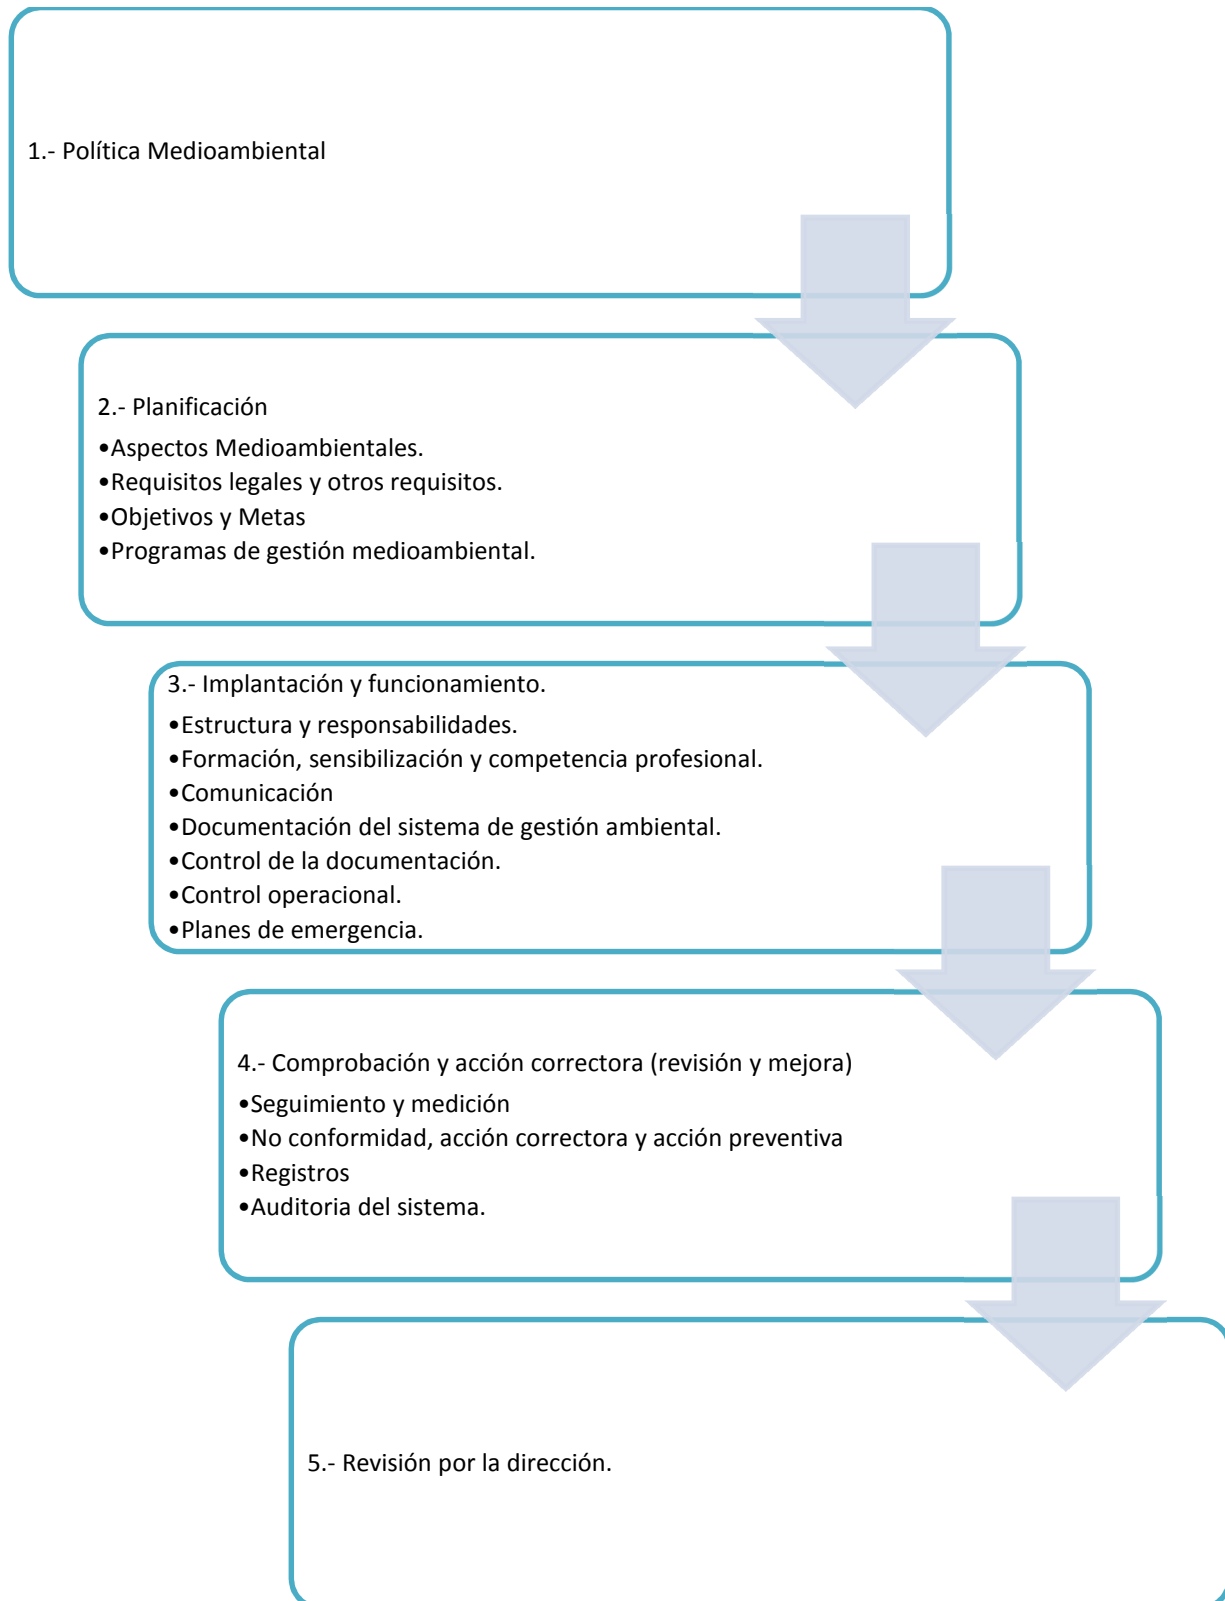 1.- Política Medioambiental
2.- Planificación
•Aspectos Medioambientales.
•Requisitos legales y otros requisitos.
•Objetivos y Metas
•Programas de gestión medioambiental.
3.- Implantación y funcionamiento.
•Estructura y responsabilidades.
•Formación, sensibilización y competencia profesional.
•Comunicación
•Documentación del sistema de gestión ambiental.
•Control de la documentación.
•Control operacional.
•Planes de emergencia.
4.- Comprobación y acción correctora (revisión y mejora)
•Seguimiento y medición
•No conformidad, acción correctora y acción preventiva
•Registros
•Auditoria del sistema.
5.- Revisión por la dirección.